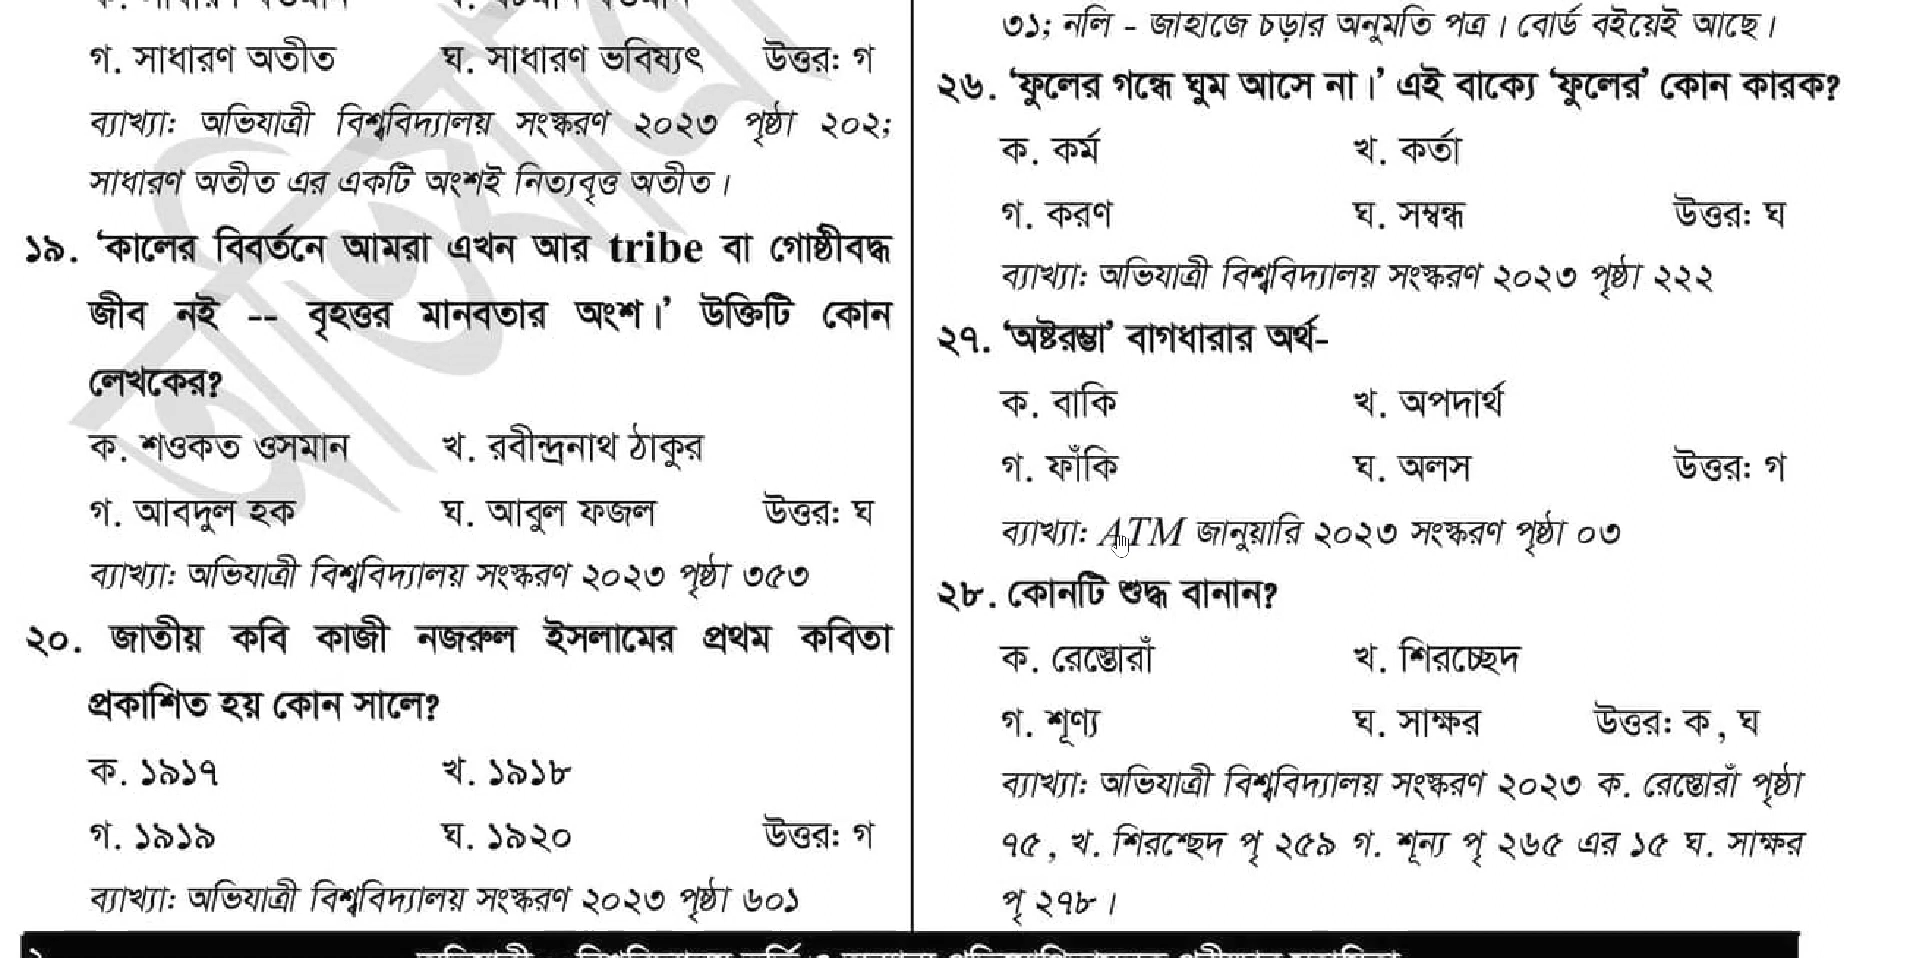 গ. সাধারণ অতীত ঘ. সাধারণ ভবিষ্যৎ উত্তর: গ
ব্যাখ্যা: অভিযাত্রী বিশ্ববিদ্যালয় সংস্করণ ২০২৩ পৃষ্ঠা ২০২;
সাধারণ অতীত এর একটি অংশই নিত্যবৃত্ত অতীত।
১৯. ‘কালের বিবর্তনে আমরা এখন আর tribe বা গোষ্ঠীবদ্ধ
জীব নই -- বৃহত্তর মানবতার অংশ।’ উক্তিটি কোন
লেখকের?
ক. শওকত ওসমান খ. রবীন্দ্রনাথ ঠাকুর
গ. আবদুল হক ঘ. আবুল ফজল উত্তর: ঘ
ব্যাখ্যা: অভিযাত্রী বিশ্ববিদ্যালয় সংস্করণ ২০২৩ পৃষ্ঠা ৩৫৩
২০. জাতীয় কবি কাজী নজরুল ইসলামের প্রথম কবিতা
প্রকাশিত হয় কোন সালে?
ক. ১৯১৭ খ. ১৯১৮
গ. ১৯১৯ ঘ. ১৯২০ উত্তর: গ
ব্যাখ্যা: অভিযাত্রী বিশ্ববিদ্যালয় সংস্করণ ২০২৩ পৃষ্ঠা ৬০১
৩১; নলি - জাহাজে চড়ার অনুমতি পত্র। বোর্ড বইয়েই আছে।
২৬. ‘ফুলের গন্ধে ঘুম আসে না।’ এই বাক্যে ‘ফুলের’ কোন কারক?
ক. কর্ম খ. কর্তা
গ. করণ ঘ. সম্বন্ধ উত্তর: ঘ
ব্যাখ্যা: অভিযাত্রী বিশ্ববিদ্যালয় সংস্করণ ২০২৩ পৃষ্ঠা ২২২
২৭. ‘অষ্টরম্ভা’ বাগধারার অর্থ-
ক. বাকি খ. অপদার্থ
গ. ফাঁকি ঘ. অলস উত্তর: গ
ব্যাখ্যা: ATM জানুয়ারি ২০২৩ সংস্করণ পৃষ্ঠা ০৩
২৮. কোনটি শুদ্ধ বানান?
ক. রেস্তোরাঁ খ. শিরচ্ছেদ
গ. শূণ্য ঘ. সাক্ষর উত্তর: ক, ঘ
ব্যাখ্যা: অভিযাত্রী বিশ্ববিদ্যালয় সংস্করণ ২০২৩ ক. রেস্তোরাঁ পৃষ্ঠা
৭৫, খ. শিরশ্ছেদ পৃ ২৫৯ গ. শূন্য পৃ ২৬৫ এর ১৫ ঘ. সাক্ষর
পৃ ২৭৮।